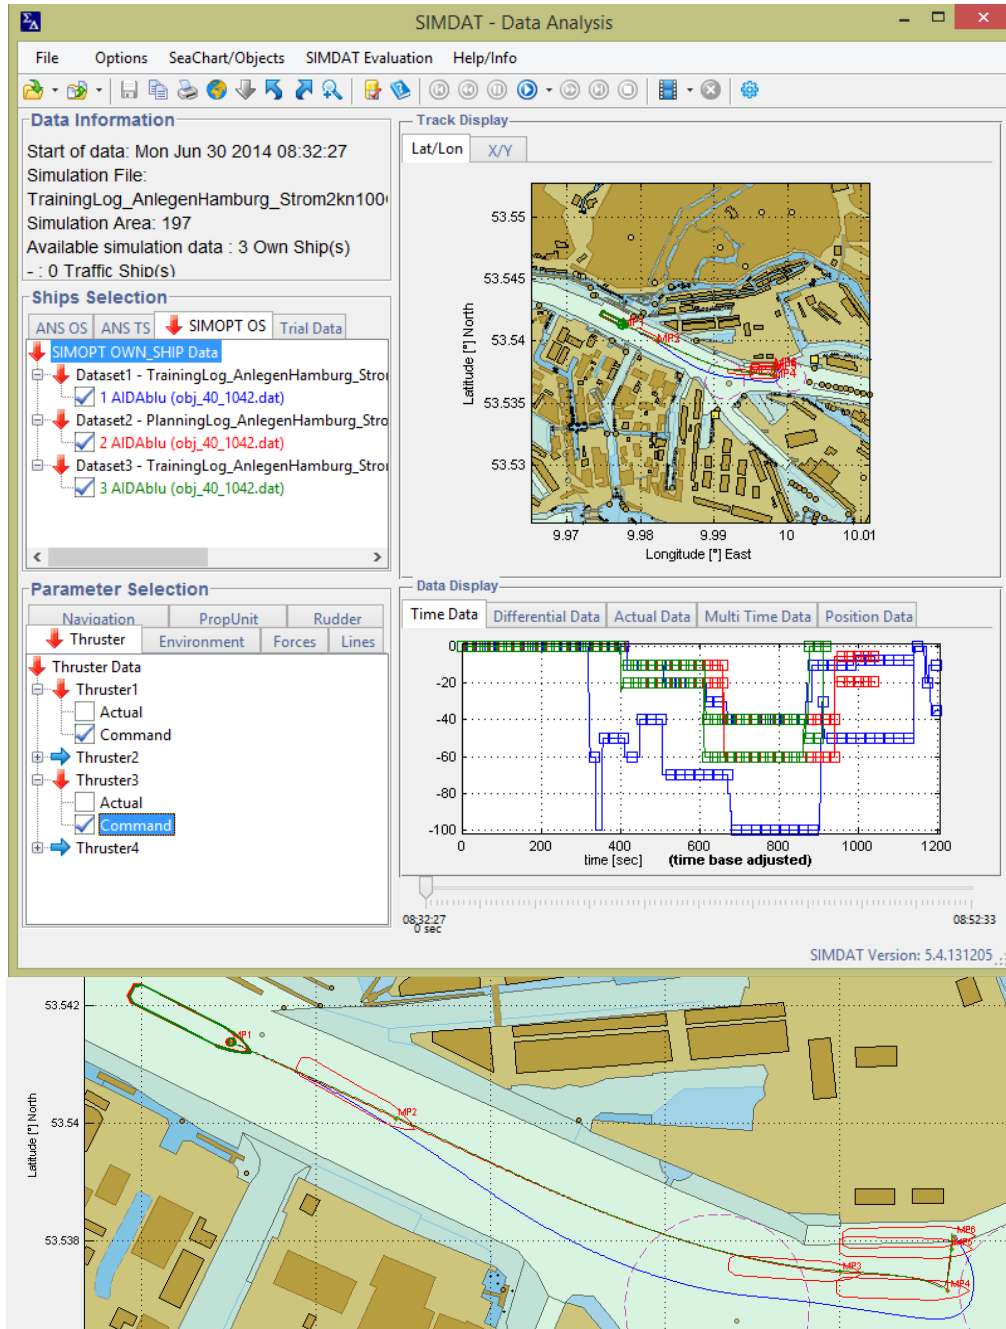 SIMDAT - Data Analysis
File Options SeaChart/Objects SIMDAT Evaluation Help/Info
Data Information
Start of data: Mon Jun 30 2014 08:32:27
Simulation File:
TrainingLog_AnlegenHamburg_Strom2kn100
Simulation Area: 197
Available simulation data : 3 Own Ship(s)
- : 0 Traffic Ship(s)
Ships Selection
ANS OS ANS TS SIMOPT OS Trial Data
SIMOPT OWN_SHIP Data
Dataset1 - TrainingLog_AnlegenHamburg_Strom
1 AIDAblu (obj_40_1042.dat)
Dataset2 - PlanningLog_AnlegenHamburg_Stro
2 AIDAblu (obj_40_1042.dat)
Dataset3 - TrainingLog_AnlegenHamburg_Stror
3 AIDAblu (obj_40_1042.dat)
Parameter Selection
Navigation PropUnit Rudder
Thruster Environment Forces Lines
Thruster Data
Thruster1
Actual
Command
Thruster2
Thruster3
Actual
Command
Thruster4
Track Display
Lat/Lon X/Y
53.55
53.545
53.54
53.535
53.53
Latitude [°] North
MP1
MP2
MP4
9.97 9.98 9.99 10 10.01
Longitude [°] East
Data Display
Time Data Differential Data Actual Data Multi Time Data Position Data
0
-20
-40
-60
-80
-100
0 200 400 600 800 1000 1200
time [sec] (time base adjusted)
08:32:27
0 sec
08:52:33
SIMDAT Version: 5.4.131205
53.542
53.54
53.538
Latitude [°] North
MP1
MP2
MP3
MP4
MP5
MP6